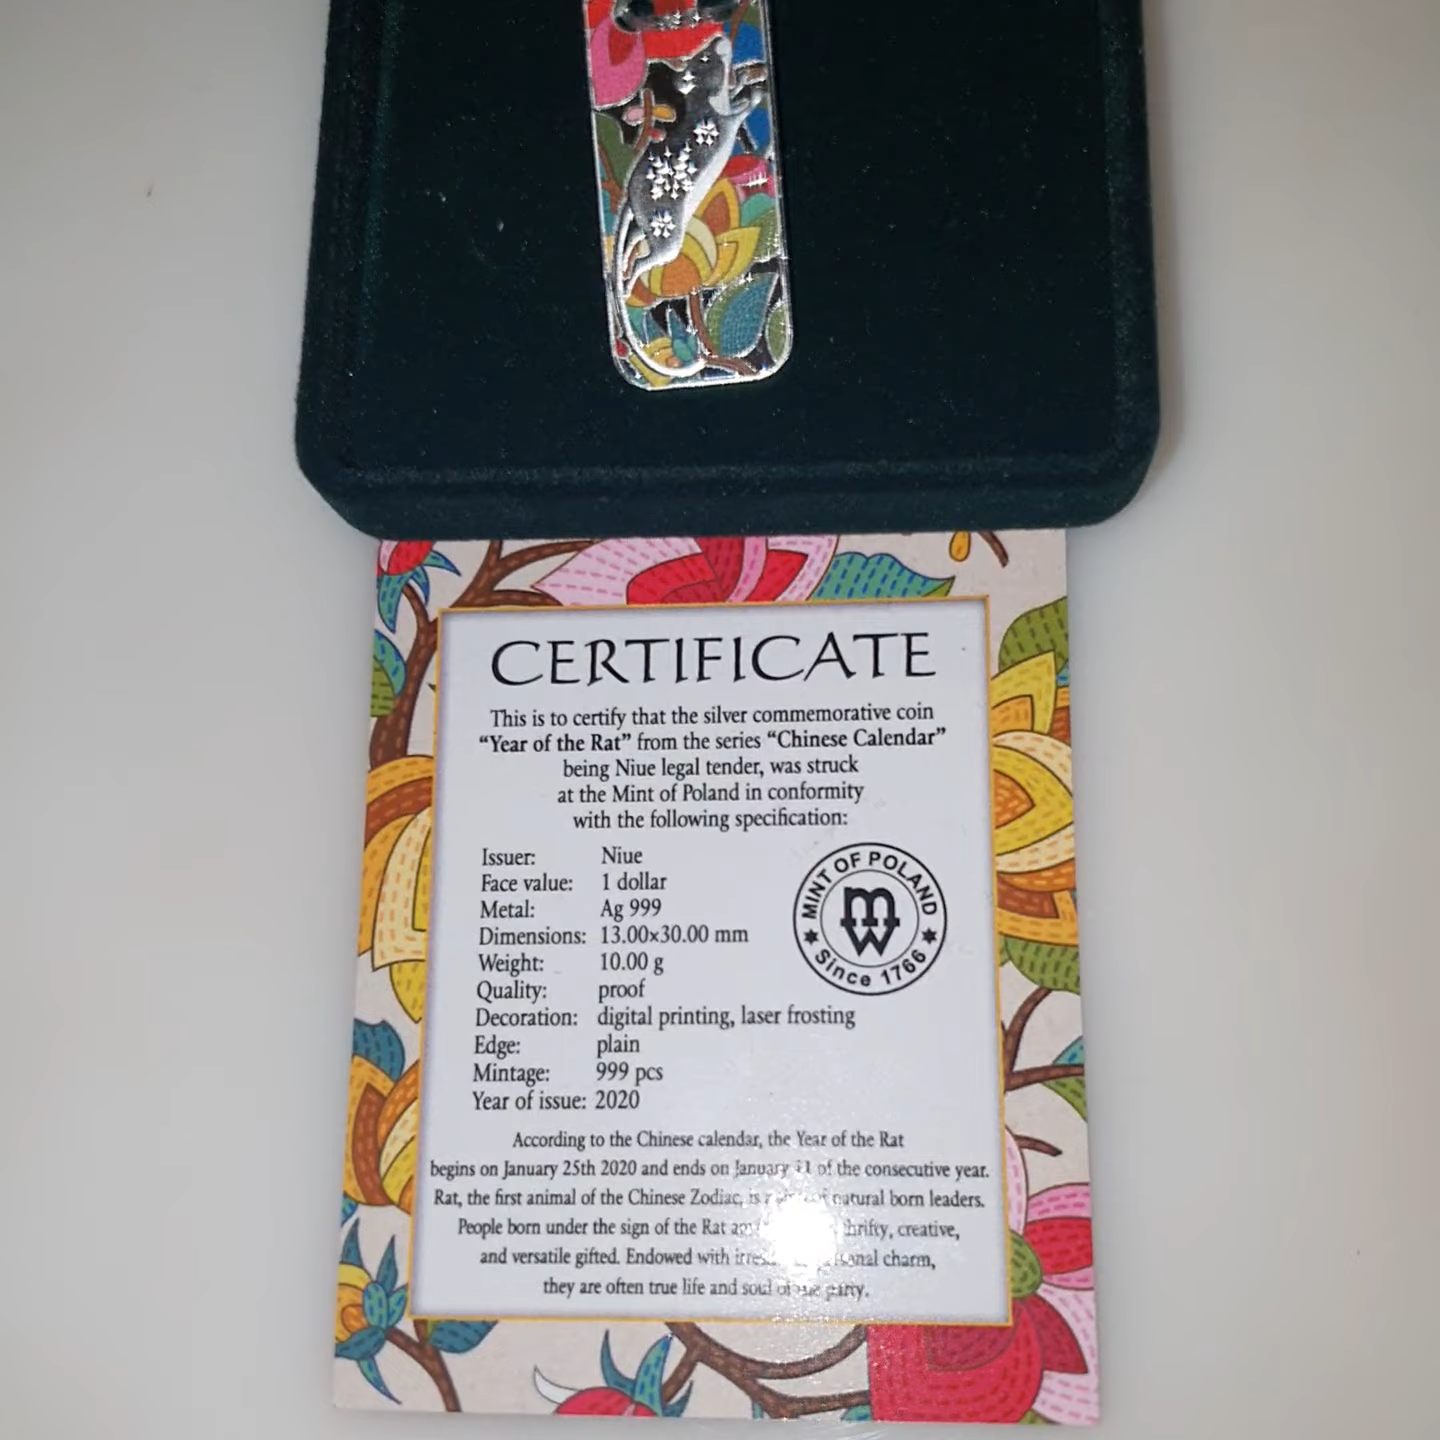 CERTIFICATE
This is to certify that the silver commemorative coin
“Year of the Rat” from the series “Chinese Calendar”
being Niue legal tender, was struck
at the Mint of Poland in conformity
with the following specification:
Issuer: Niue
Face value: 1 dollar
Metal: Ag 999
Dimensions: 13.00×30.00 mm
Weight: 10.00 g
Quality: proof
Decoration: digital printing, laser frosting
Edge: plain
Mintage: 999 pcs
Year of issue: 2020
MINT OF POLAND
mw
Since 1766
According to the Chinese calendar, the Year of the Rat
begins on January 25th 2020 and ends on January 11 of the consecutive year.
Rat, the first animal of the Chinese Zodiac, is natural born leaders.
People born under the sign of the Rat thrifty, creative,
and versatile gifted. Endowed with charm,
they are often true life and soul of the party.